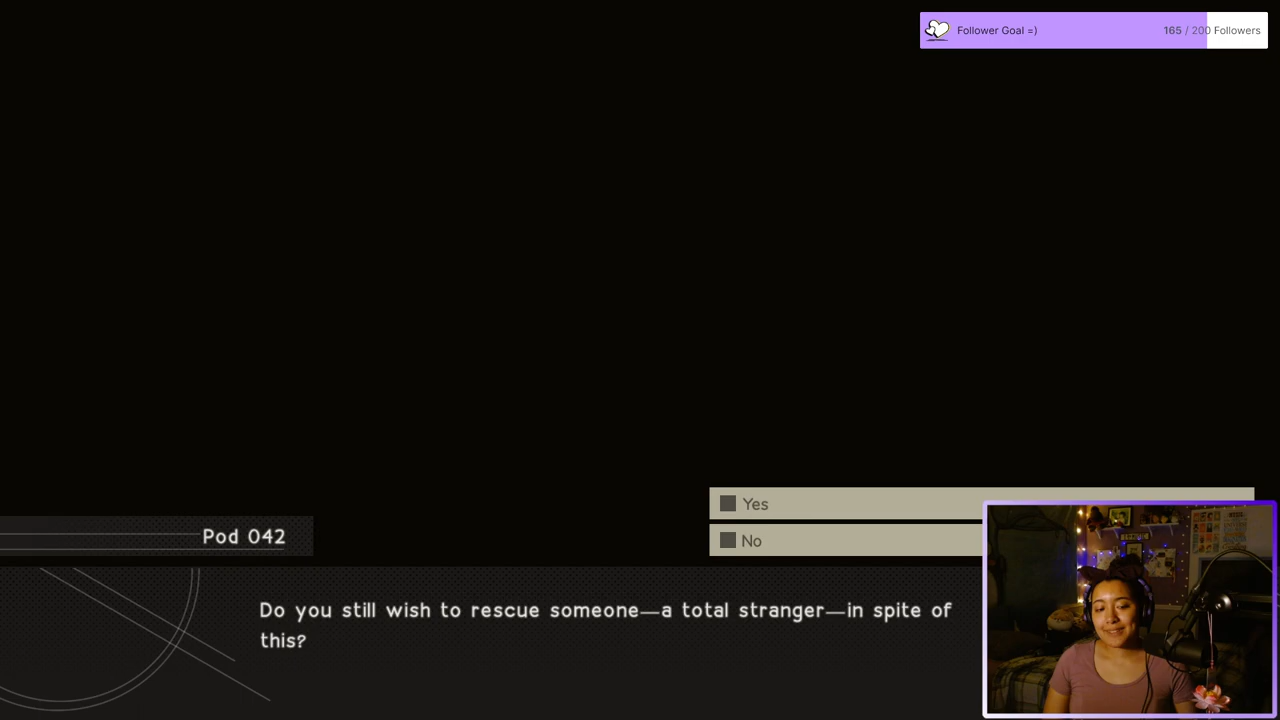 Follower Goal =)
165 / 200 Followers
Yes
No
Pod 042
Do you still wish to rescue someone—a total stranger—in spite of
this?